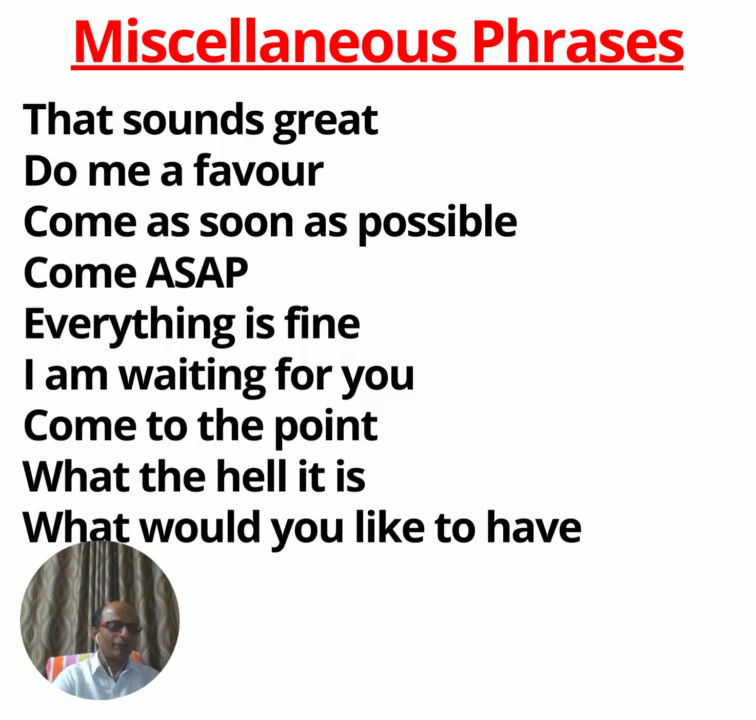 Miscellaneous Phrases
That sounds great
Do me a favour
Come as soon as possible
Come ASAP
Everything is fine
I am waiting for you
Come to the point
What the hell it is
What would you like to have